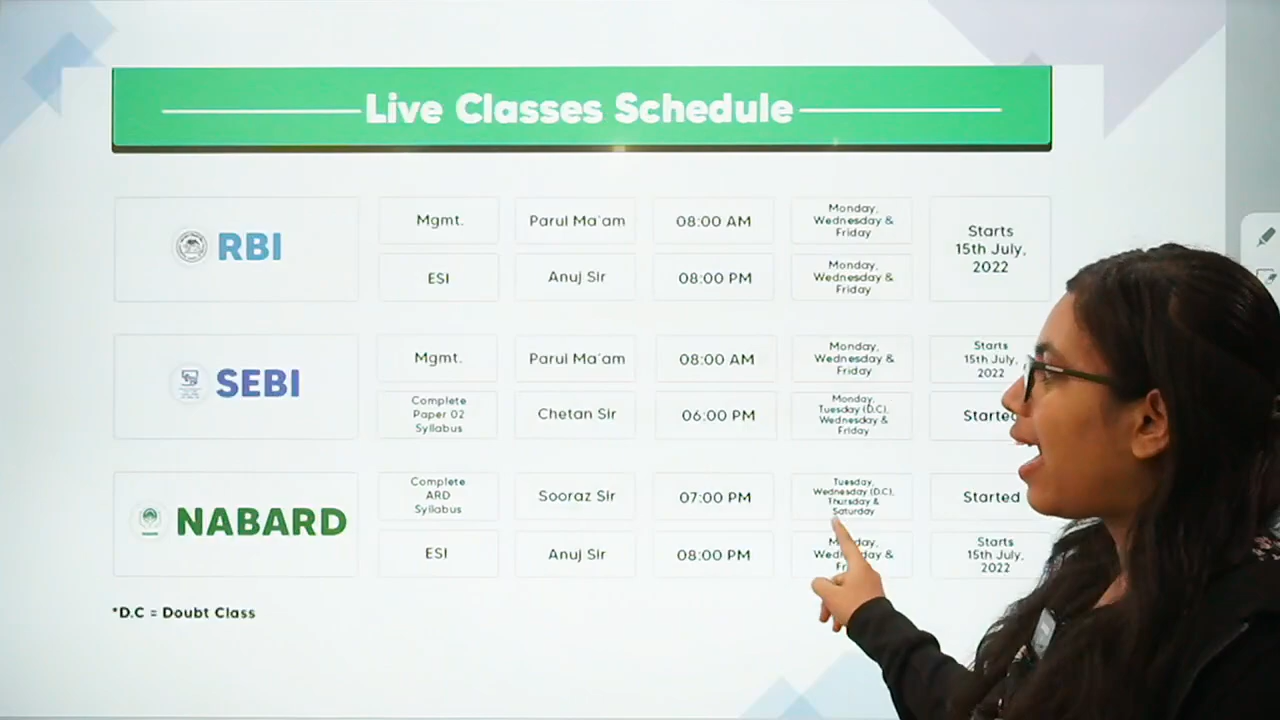 Live Classes Schedule
RBI
Mgmt.
Parul Ma'am
08:00 AM
Monday,
Wednesday &
Friday
Starts
15th July,
2022
ESI
Anuj Sir
08:00 PM
Monday,
Wednesday &
Friday
SEBI
Mgmt.
Parul Ma'am
08:00 AM
Monday,
Wednesday &
Friday
Starts
15th July,
2022
Complete
Paper 02
Syllabus
Chetan Sir
06:00 PM
Monday,
Tuesday (D.C),
Wednesday &
Friday
Started
NABARD
Complete
ARD
Syllabus
Sooraz Sir
07:00 PM
Tuesday,
Wednesday (D.C),
Thursday &
Saturday
Started
ESI
Anuj Sir
08:00 PM
Monday,
Wednesday &
Starts
15th July,
2022
*D.C = Doubt Class